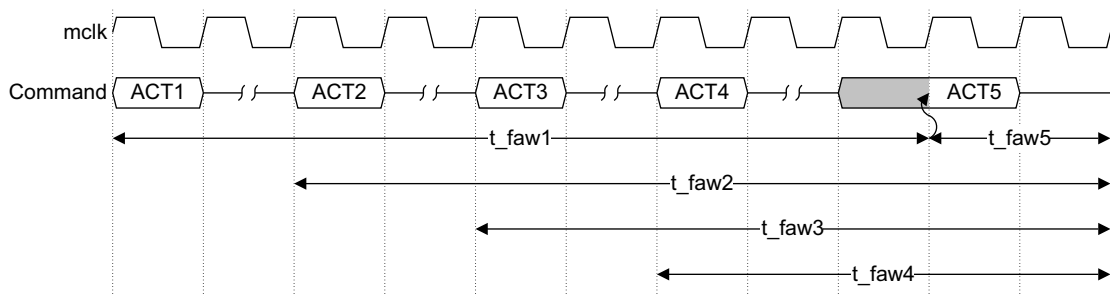 mclk
Command ACT1 ACT2 ACT3 ACT4 ACT5
t_faw1 t_faw5
t_faw2
t_faw3
t_faw4